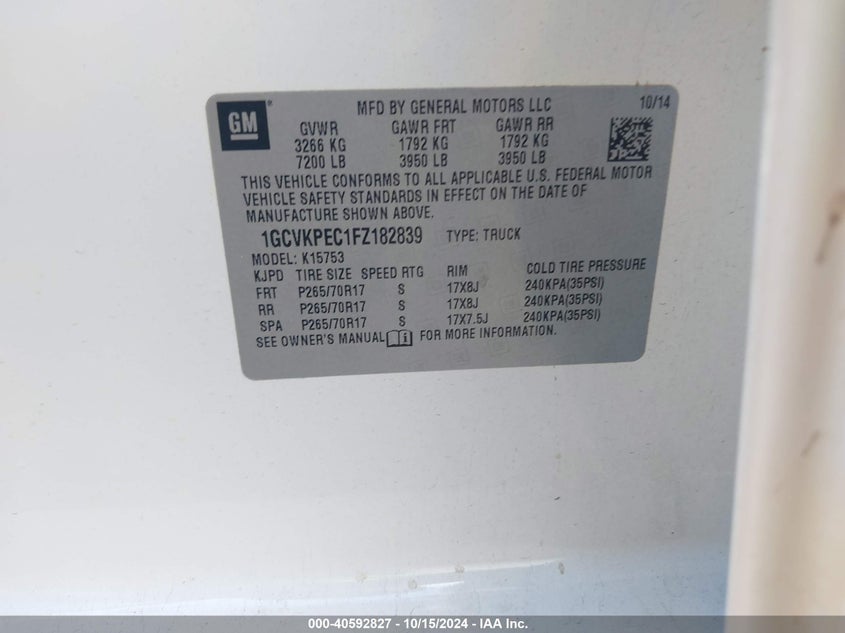 GM
MFD BY GENERAL MOTORS LLC 10/14
GVWR GAWR FRT GAWR RR
3266 KG 1792 KG 1792 KG
7200 LB 3950 LB 3950 LB
THIS VEHICLE CONFORMS TO ALL APPLICABLE U.S. FEDERAL MOTOR
VEHICLE SAFETY STANDARDS IN EFFECT ON THE DATE OF
MANUFACTURE SHOWN ABOVE.
1GCVKPEC1FZ182839 TYPE: TRUCK
MODEL: K15753
KJPD TIRE SIZE SPEED RTG RIM COLD TIRE PRESSURE
FRT P265/70R17 S 17X8J 240KPA(35PSI)
RR P265/70R17 S 17X8J 240KPA(35PSI)
SPA P265/70R17 S 17X7.5J 240KPA(35PSI)
SEE OWNER'S MANUAL FOR MORE INFORMATION.
000-40592827 - 10/15/2024 - IAA Inc.